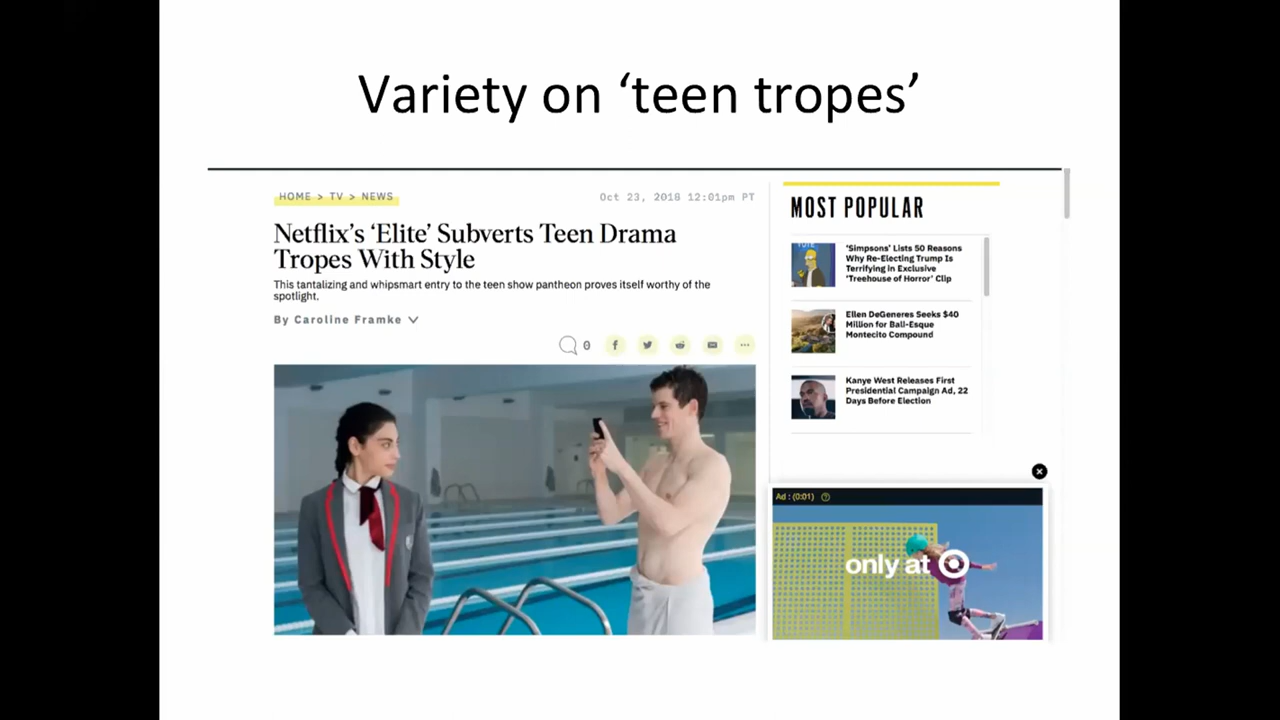 Variety on ‘teen tropes’
HOME > TV > NEWS
Oct 23, 2018 12:01pm PT
Netflix’s ‘Elite’ Subverts Teen Drama
Tropes With Style
This tantalizing and whipsmart entry to the teen show pantheon proves itself worthy of the
spotlight.
By Caroline Framke
0
MOST POPULAR
VOTE
‘Simpsons’ Lists 50 Reasons
Why Re-Electing Trump Is
Terrifying in Exclusive
‘Treehouse of Horror’ Clip
Ellen DeGeneres Seeks $40
Million for Bali-Esque
Montecito Compound
Kanye West Releases First
Presidential Campaign Ad, 22
Days Before Election
Ad : (0:01)
only at